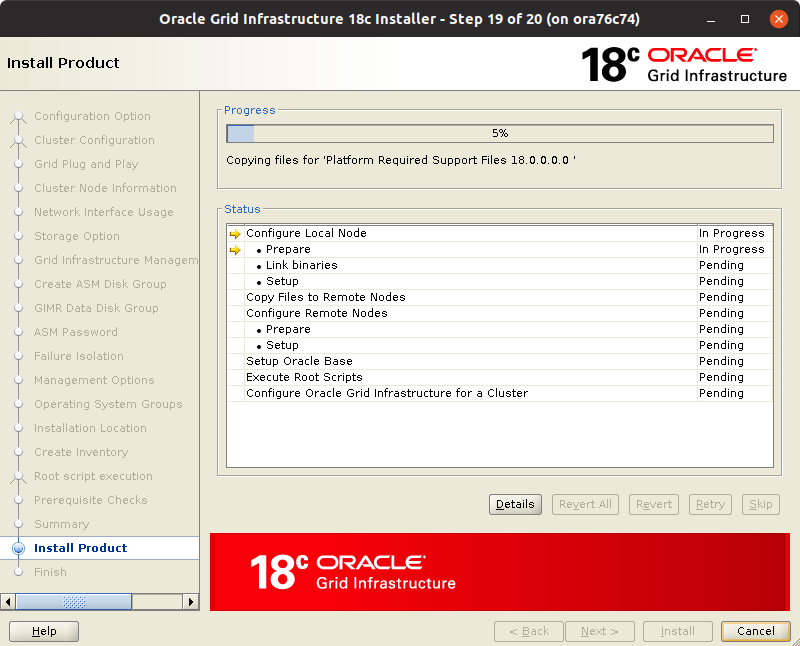 Oracle Grid Infrastructure 18c Installer - Step 19 of 20 (on ora76c74)
Install Product
18c ORACLE
Grid Infrastructure
Configuration Option
Cluster Configuration
Grid Plug and Play
Cluster Node Information
Network Interface Usage
Storage Option
Grid Infrastructure Managem
Create ASM Disk Group
GIMR Data Disk Group
ASM Password
Failure Isolation
Management Options
Operating System Groups
Installation Location
Create Inventory
Root script execution
Prerequisite Checks
Summary
Install Product
Finish
Progress
5%
Copying files for 'Platform Required Support Files 18.0.0.0.0 '
Status
Configure Local Node In Progress
• Prepare In Progress
• Link binaries Pending
• Setup Pending
Copy Files to Remote Nodes Pending
Configure Remote Nodes Pending
• Prepare Pending
• Setup Pending
Setup Oracle Base Pending
Execute Root Scripts Pending
Configure Oracle Grid Infrastructure for a Cluster Pending
Details Revert All Revert Retry Skip
18c ORACLE
Grid Infrastructure
Help < Back Next > Install Cancel